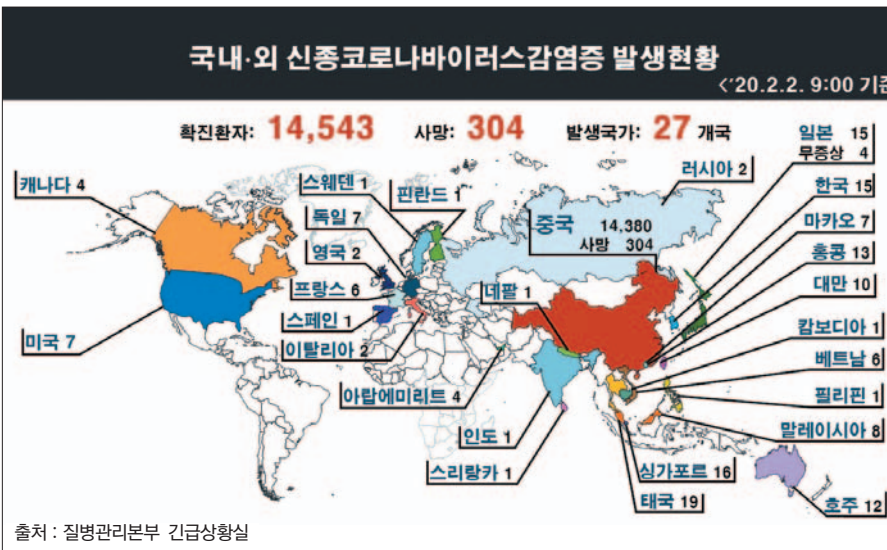 국내·외 신종코로나바이러스감염증 발생현황
<'20.2.2. 9:00 기준
확진환자: 14,543 사망: 304 발생국가: 27 개국
일본 15
무증상 4
러시아 2
캐나다 4
스웨덴 1
핀란드 1
한국 15
독일 7
중국 14,380
사망 304
마카오 7
영국 2
홍콩 13
프랑스 6
네팔 1
대만 10
스페인 1
캄보디아 1
미국 7
이탈리아 2
베트남 6
아랍에미리트 4
필리핀 1
인도 1
말레이시아 8
스리랑카 1
싱가포르 16
태국 19
호주 12
출처 : 질병관리본부 긴급상황실